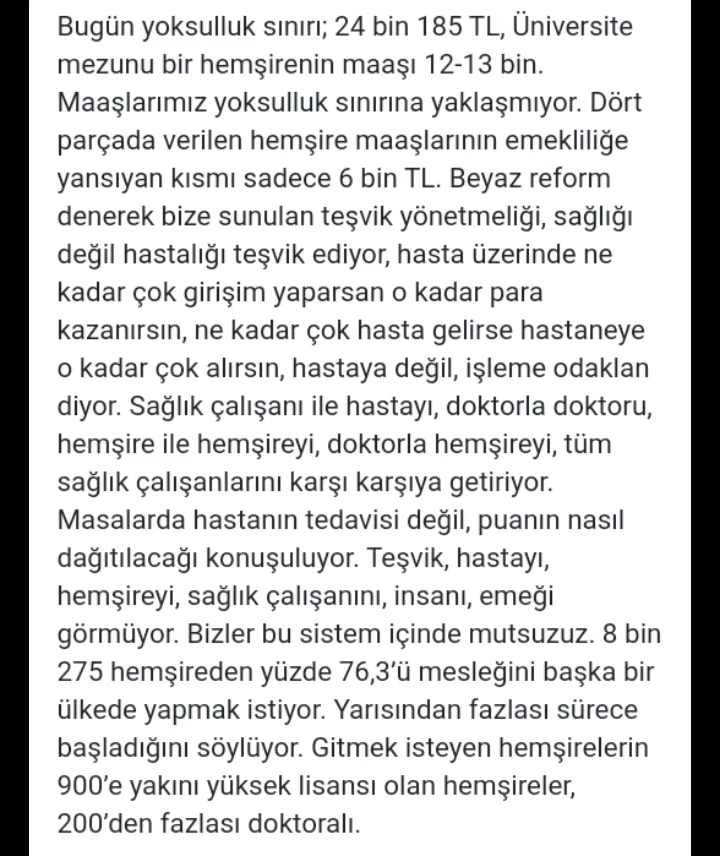 Bugün yoksulluk sınırı; 24 bin 185 TL, Üniversite
mezunu bir hemşirenin maaşı 12-13 bin.
Maaşlarımız yoksulluk sınırına yaklaşmıyor. Dört
parçada verilen hemşire maaşlarının emekliliğe
yansıyan kısmı sadece 6 bin TL. Beyaz reform
denerek bize sunulan teşvik yönetmeliği, sağlığı
değil hastalığı teşvik ediyor, hasta üzerinde ne
kadar çok girişim yaparsan o kadar para
kazanırsın, ne kadar çok hasta gelirse hastaneye
o kadar çok alırsın, hastaya değil, işleme odaklan
diyor. Sağlık çalışanı ile hastayı, doktorla doktoru,
hemşire ile hemşireyi, doktorla hemşireyi, tüm
sağlık çalışanlarını karşı karşıya getiriyor.
Masalarda hastanın tedavisi değil, puanın nasıl
dağıtılacağı konuşuluyor. Teşvik, hastayı,
hemşireyi, sağlık çalışanını, insanı, emeği
görmüyor. Bizler bu sistem içinde mutsuzuz. 8 bin
275 hemşireden yüzde 76,3’ü mesleğini başka bir
ülkede yapmak istiyor. Yarısından fazlası sürece
başladığını söylüyor. Gitmek isteyen hemşirelerin
900’e yakını yüksek lisansı olan hemşireler,
200’den fazlası doktoralı.